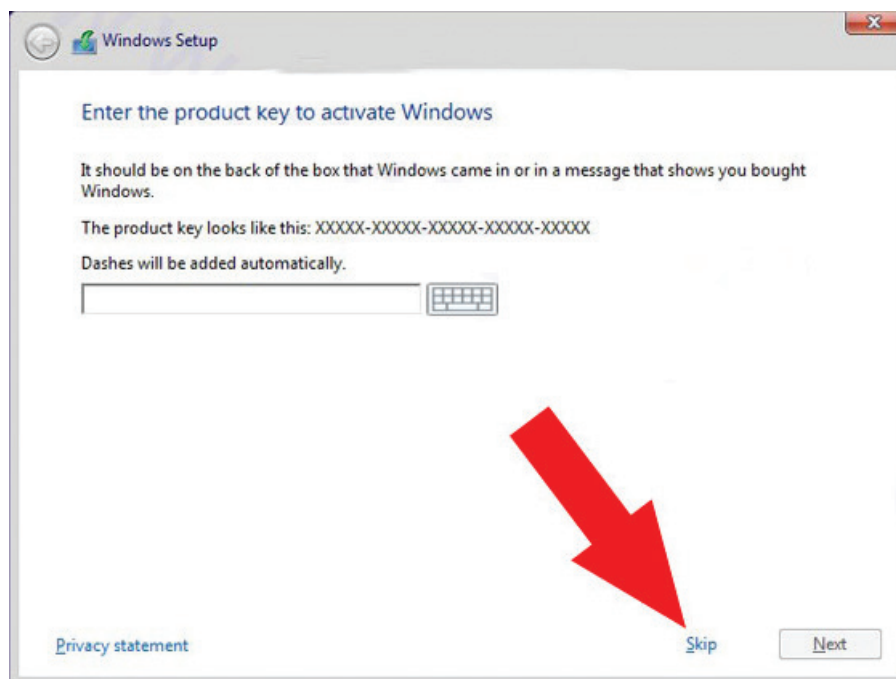 Windows Setup
Enter the product key to activate Windows
It should be on the back of the box that Windows came in or in a message that shows you bought
Windows.
The product key looks like this: XXXXX-XXXXX-XXXXX-XXXXX-XXXXX
Dashes will be added automatically.
Privacy statement Skip Next